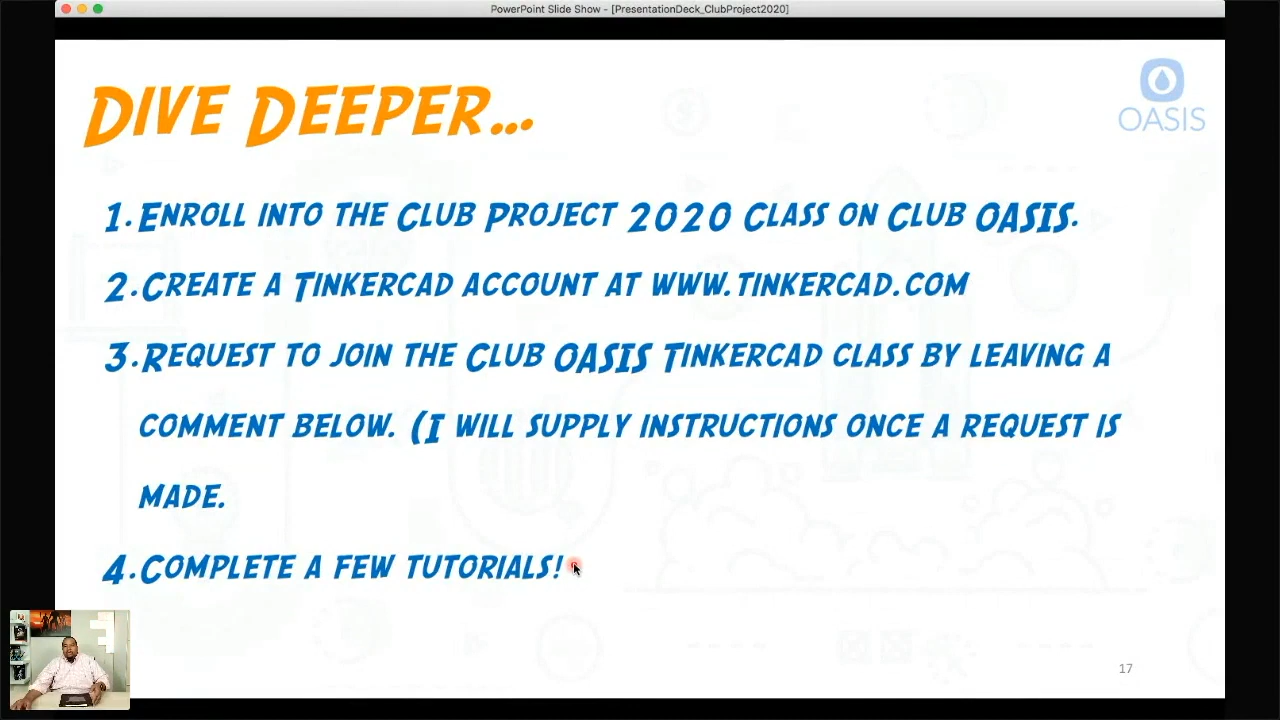 PowerPoint Slide Show - [PresentationDeck_ClubProject2020]
DIVE DEEPER...
OASIS
1. ENROLL INTO THE CLUB PROJECT 2020 CLASS ON CLUB OASIS.
2. CREATE A TINKERCAD ACCOUNT AT WWW.TINKERCAD.COM
3. REQUEST TO JOIN THE CLUB OASIS TINKERCAD CLASS BY LEAVING A
COMMENT BELOW. (I WILL SUPPLY INSTRUCTIONS ONCE A REQUEST IS
MADE.
4. COMPLETE A FEW TUTORIALS!
17